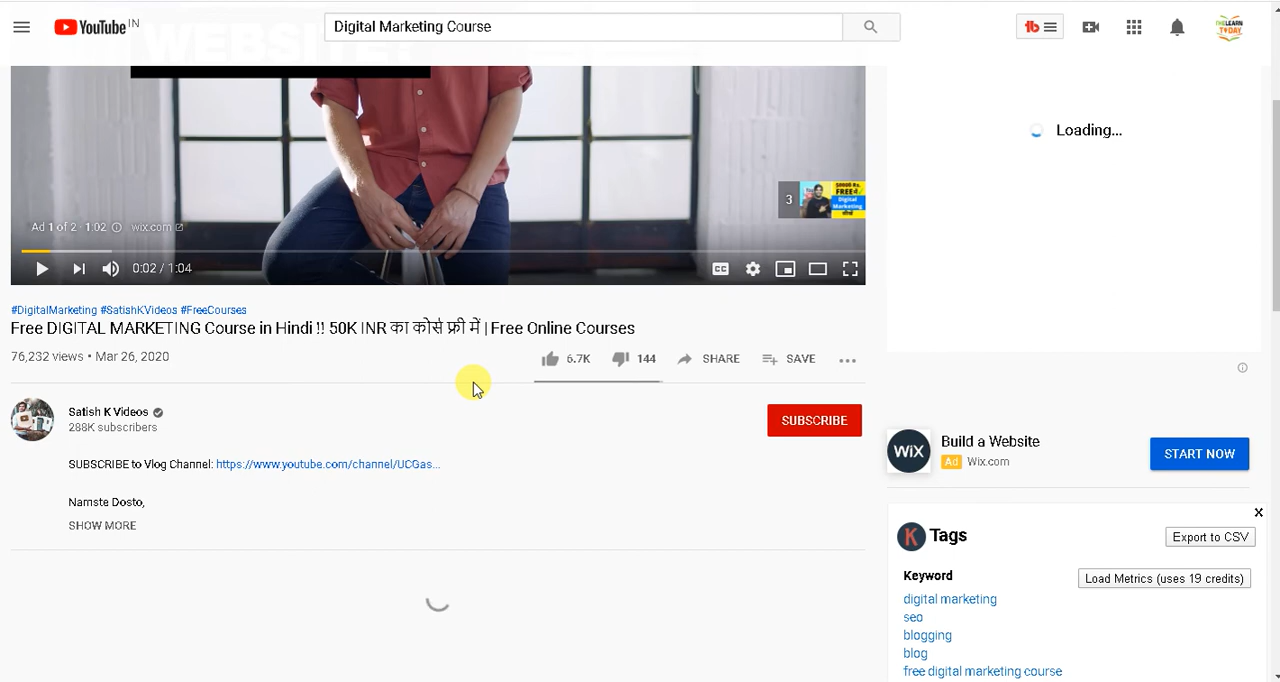 YouTube IN
Digital Marketing Course
tb
WEBSITE?
Loading...
3
Ad 1 of 2 · 1:02 wix.com
CC
0:02 / 1:04
#DigitalMarketing #SatishKVideos #FreeCourses
Free DIGITAL MARKETING Course in Hindi !! 50K INR का कोर्स फ्री में | Free Online Courses
76,232 views • Mar 26, 2020
6.7K 144 SHARE SAVE
Satish K Videos
288K subscribers
SUBSCRIBE
SUBSCRIBE to Vlog Channel: https://www.youtube.com/channel/UCGas...
Namste Dosto,
SHOW MORE
WiX
Build a Website
Ad Wix.com
START NOW
K Tags
Export to CSV
Keyword
Load Metrics (uses 19 credits)
digital marketing
seo
blogging
blog
free digital marketing course